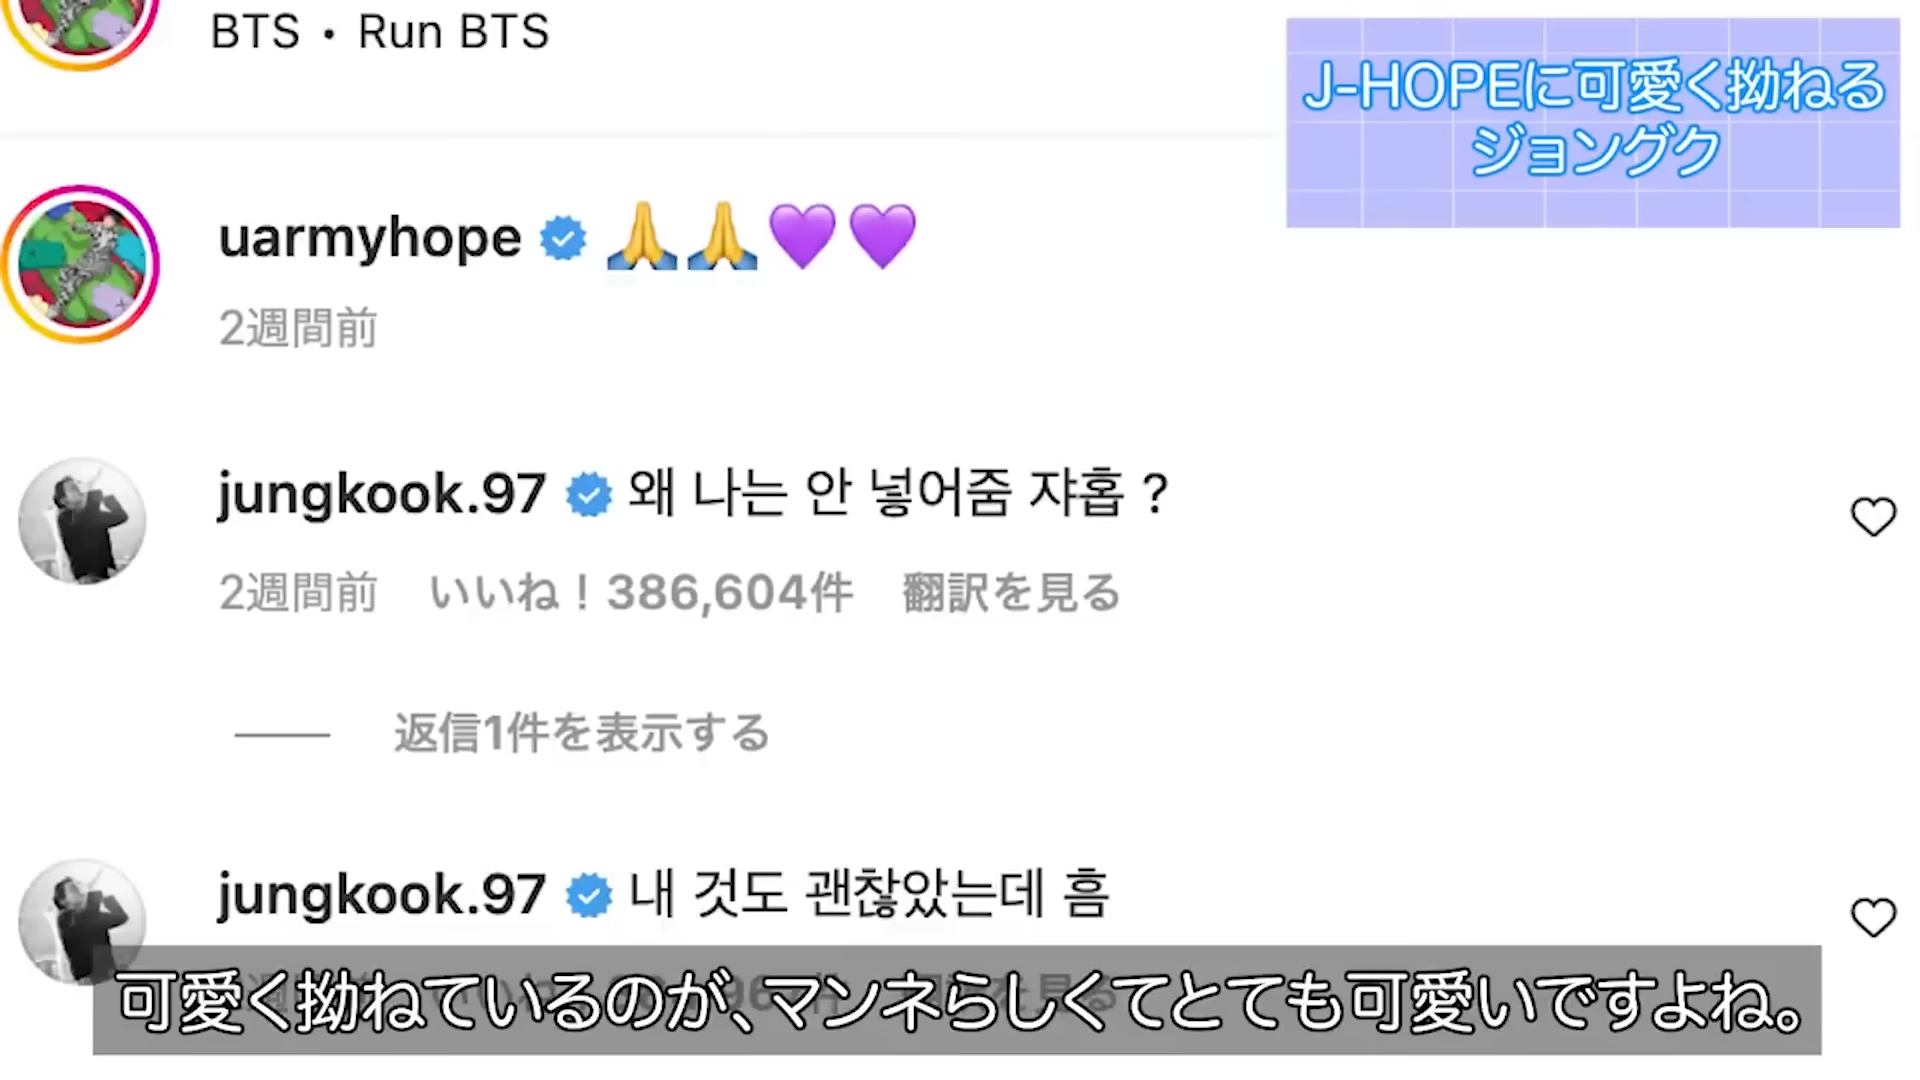 BTS • Run BTS
J-HOPEに可愛く拗ねる
ジョングク
uarmyhope 🙏🙏💜💜
2週間前
jungkook.97 왜 나는 안 넣어줌 쟈홉 ?
2週間前 いいね！386,604件 翻訳を見る
返信1件を表示する
jungkook.97 내 것도 괜찮았는데 흠
可愛く拗ねているのが、マンネらしくてとても可愛いですよね。